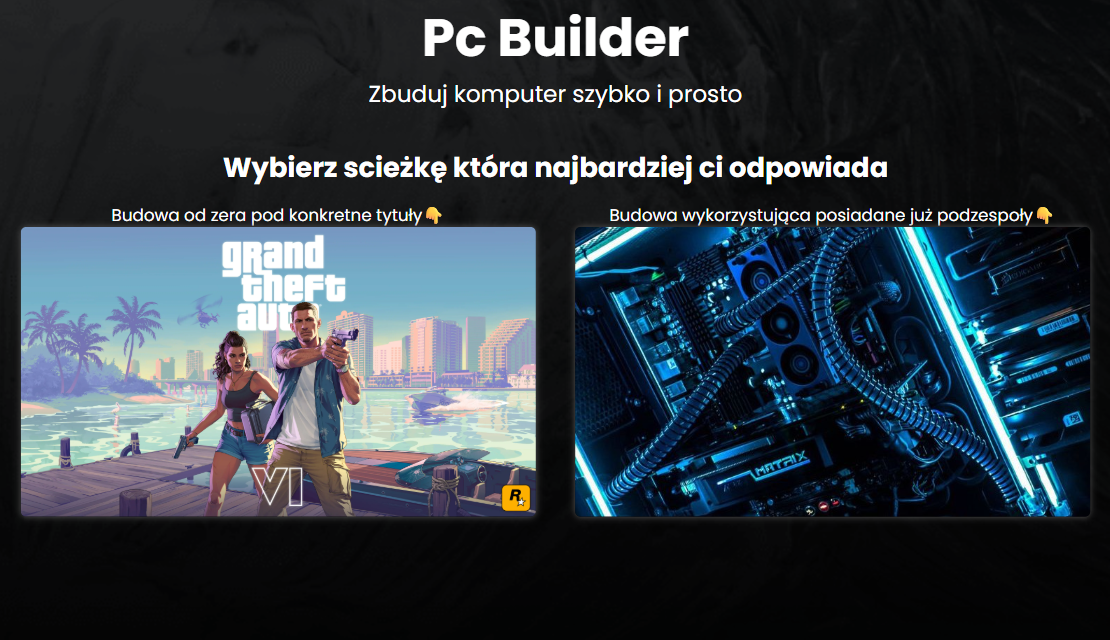 Pc Builder
Zbuduj komputer szybko i prosto
Wybierz scieżkę która najbardziej ci odpowiada
Budowa od zera pod konkretne tytuły👇
Budowa wykorzystująca posiadane już podzespoły👇
grand
theft
auto
VI
R
MATRIX